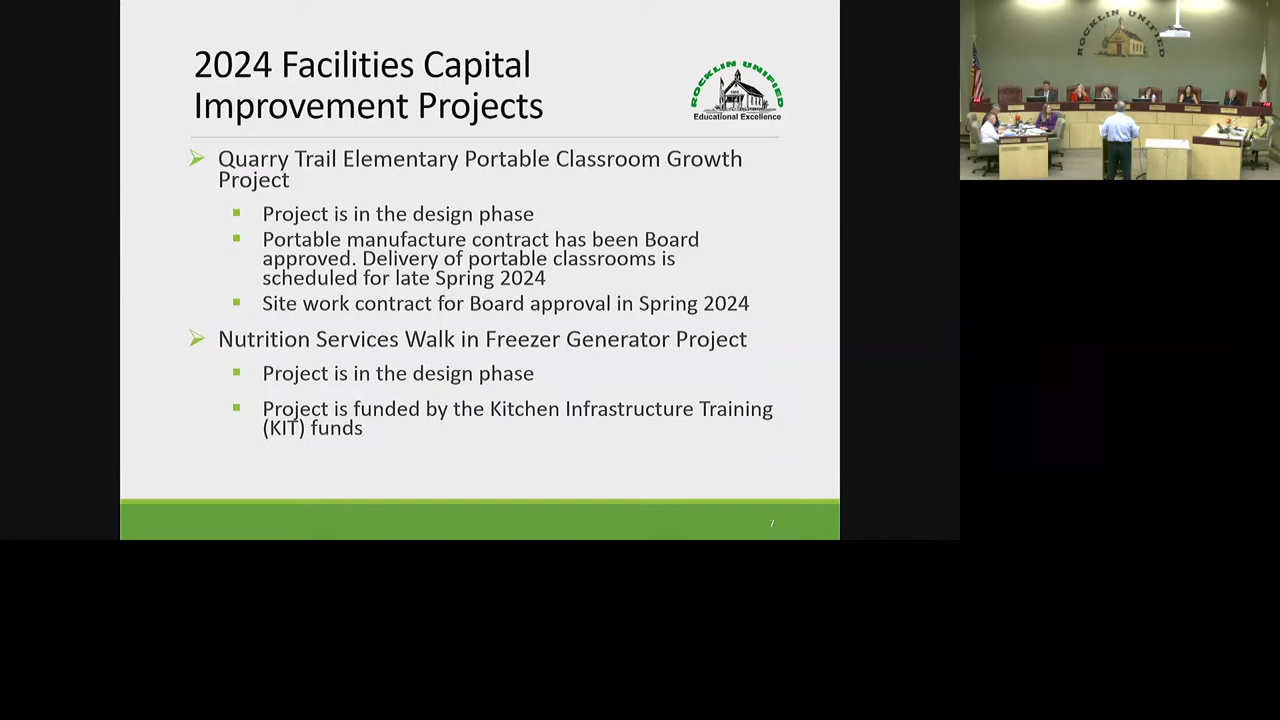 2024 Facilities Capital
Improvement Projects
ROCKLIN UNIFIED
Educational Excellence
Quarry Trail Elementary Portable Classroom Growth
Project
Project is in the design phase
Portable manufacture contract has been Board
approved. Delivery of portable classrooms is
scheduled for late Spring 2024
Site work contract for Board approval in Spring 2024
Nutrition Services Walk in Freezer Generator Project
Project is in the design phase
Project is funded by the Kitchen Infrastructure Training
(KIT) funds
7
ROCKLIN UNIFIED